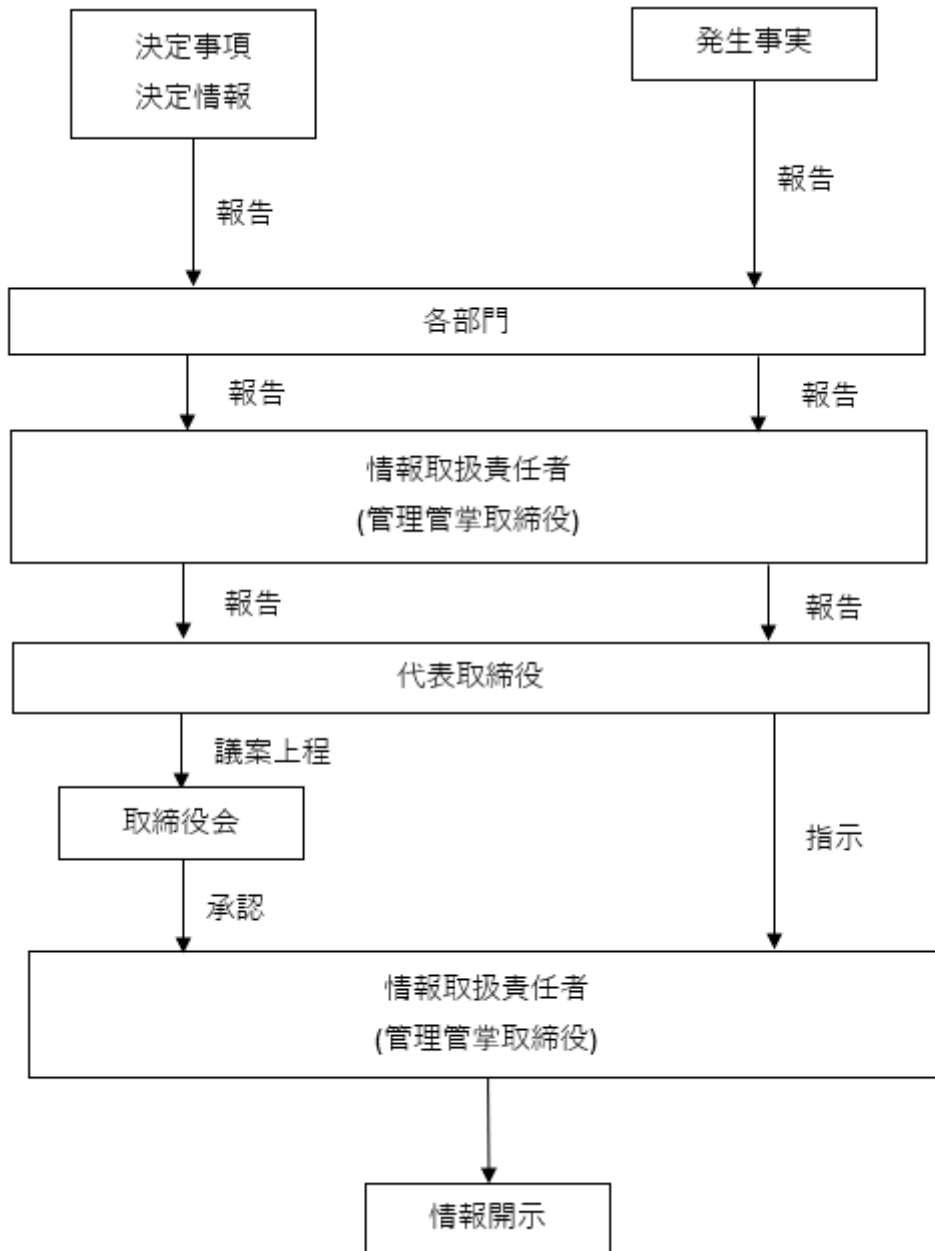 決定事項
決定情報
発生事実
報告
報告
各部門
報告
報告
情報取扱責任者
(管理管掌取締役)
報告
報告
代表取締役
議案上程
取締役会
指示
承認
情報取扱責任者
(管理管掌取締役)
情報開示